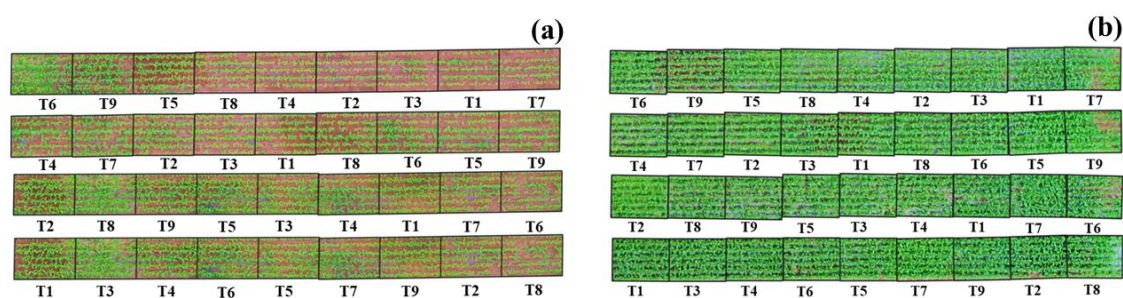 (a)
T6 T9 T5 T8 T4 T2 T3 T1 T7
T4 T7 T2 T3 T1 T8 T6 T5 T9
T2 T8 T9 T5 T3 T4 T1 T7 T6
T1 T3 T4 T6 T5 T7 T9 T2 T8
(b)
T6 T9 T5 T8 T4 T2 T3 T1 T7
T4 T7 T2 T3 T1 T8 T6 T5 T9
T2 T8 T9 T5 T3 T4 T1 T7 T6
T1 T3 T4 T6 T5 T7 T9 T2 T8